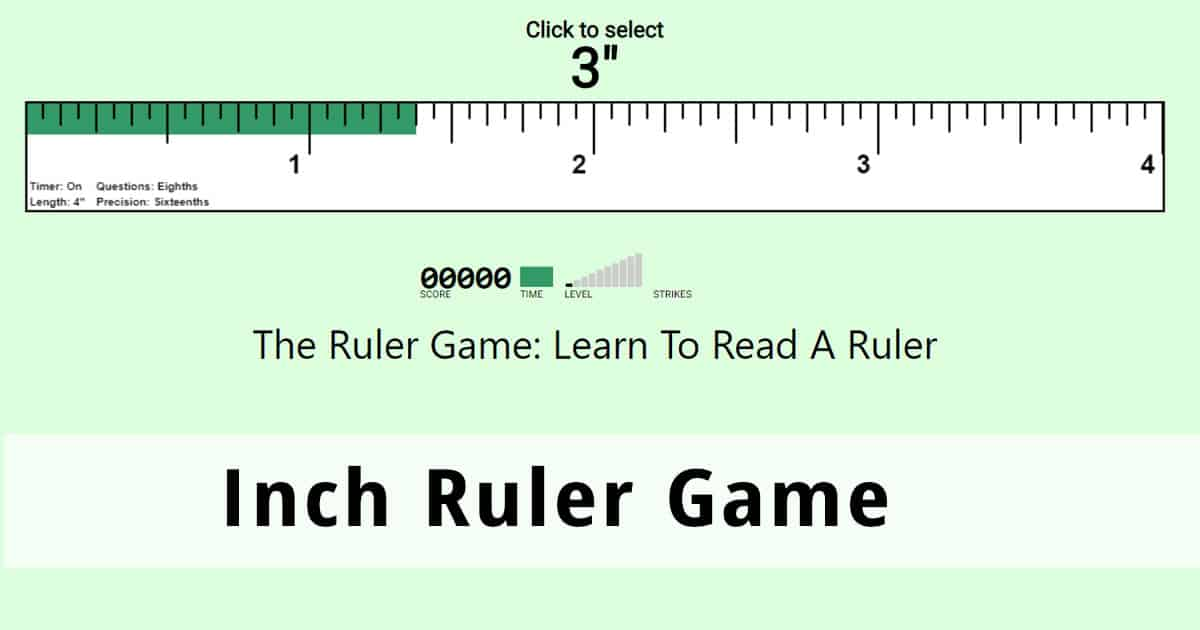 Click to select
3"
1 2 3 4
Timer: On Questions: Eighths
Length: 4" Precision: Sixteenths
00000
SCORE TIME LEVEL STRIKES
The Ruler Game: Learn To Read A Ruler
Inch Ruler Game